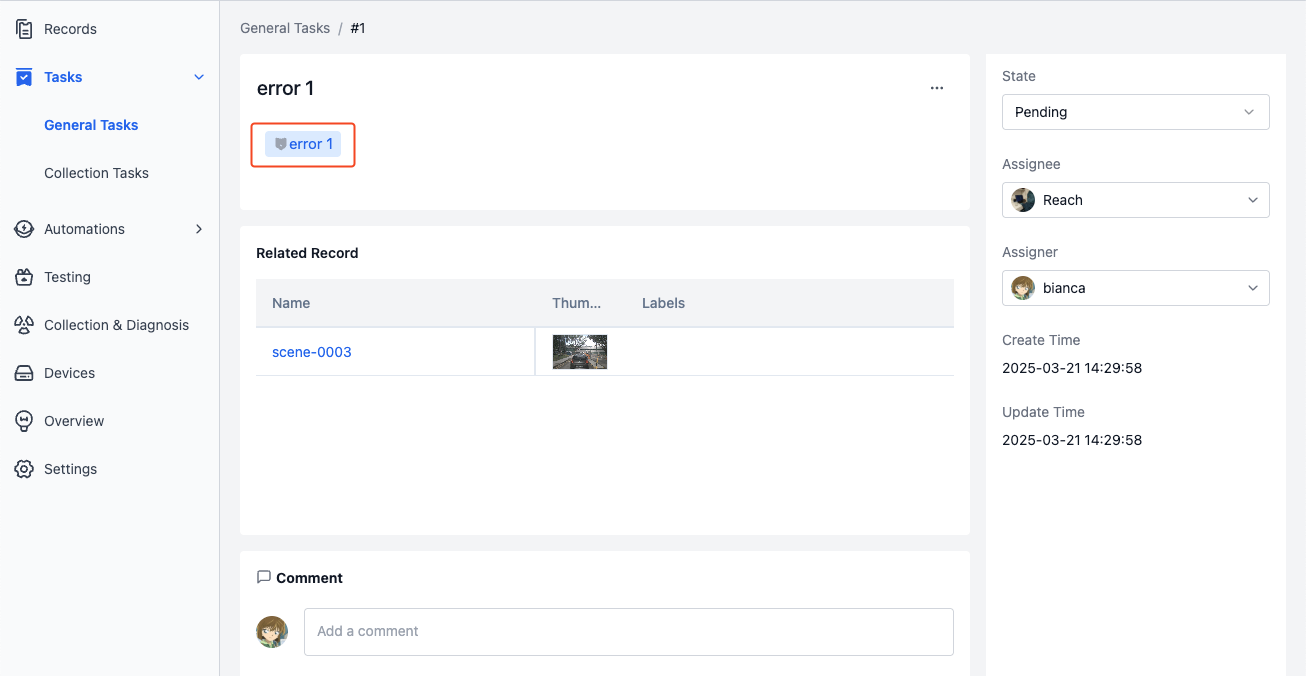 Records
Tasks
General Tasks
Collection Tasks
Automations
Testing
Collection & Diagnosis
Devices
Overview
Settings
General Tasks / #1
error 1
error 1
Related Record
Name Thum... Labels
scene-0003
Comment
Add a comment
State
Pending
Assignee
Reach
Assigner
bianca
Create Time
2025-03-21 14:29:58
Update Time
2025-03-21 14:29:58